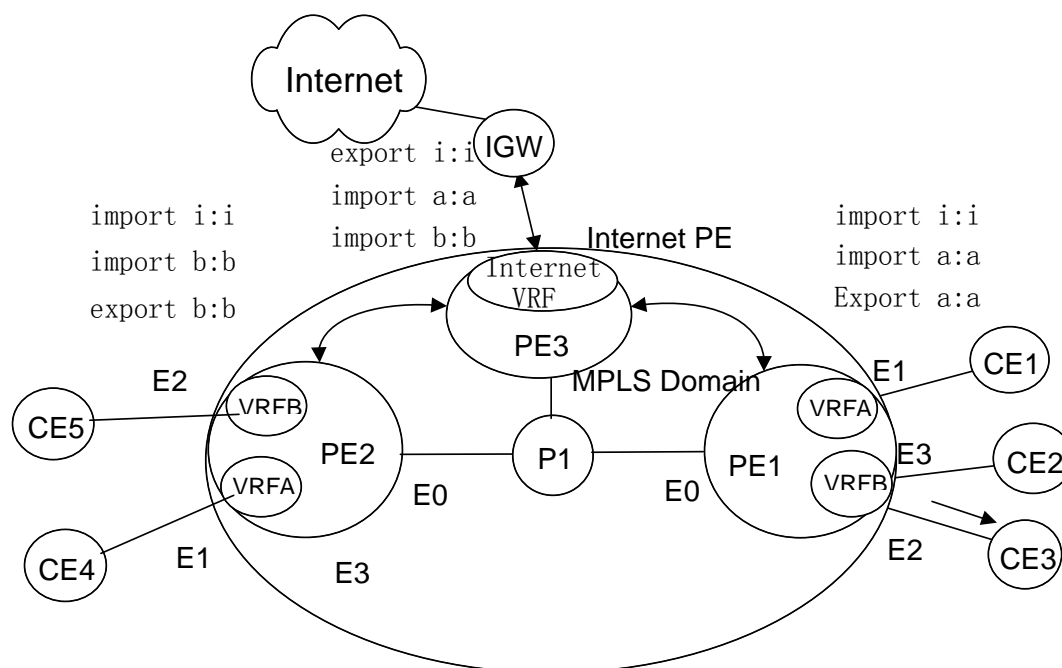 Internet
IGW
export i:i
import a:a
import b:b
import i:i
import b:b
export b:b
import i:i
import a:a
Export a:a
Internet PE
Internet
VRF
PE3
MPLS Domain
E2
VRFB
CE5
PE2
VRFA
E0
CE4
E1
E3
P1
E1
CE1
VRFA
PE1
E3
CE2
VRFB
E0
E2
CE3